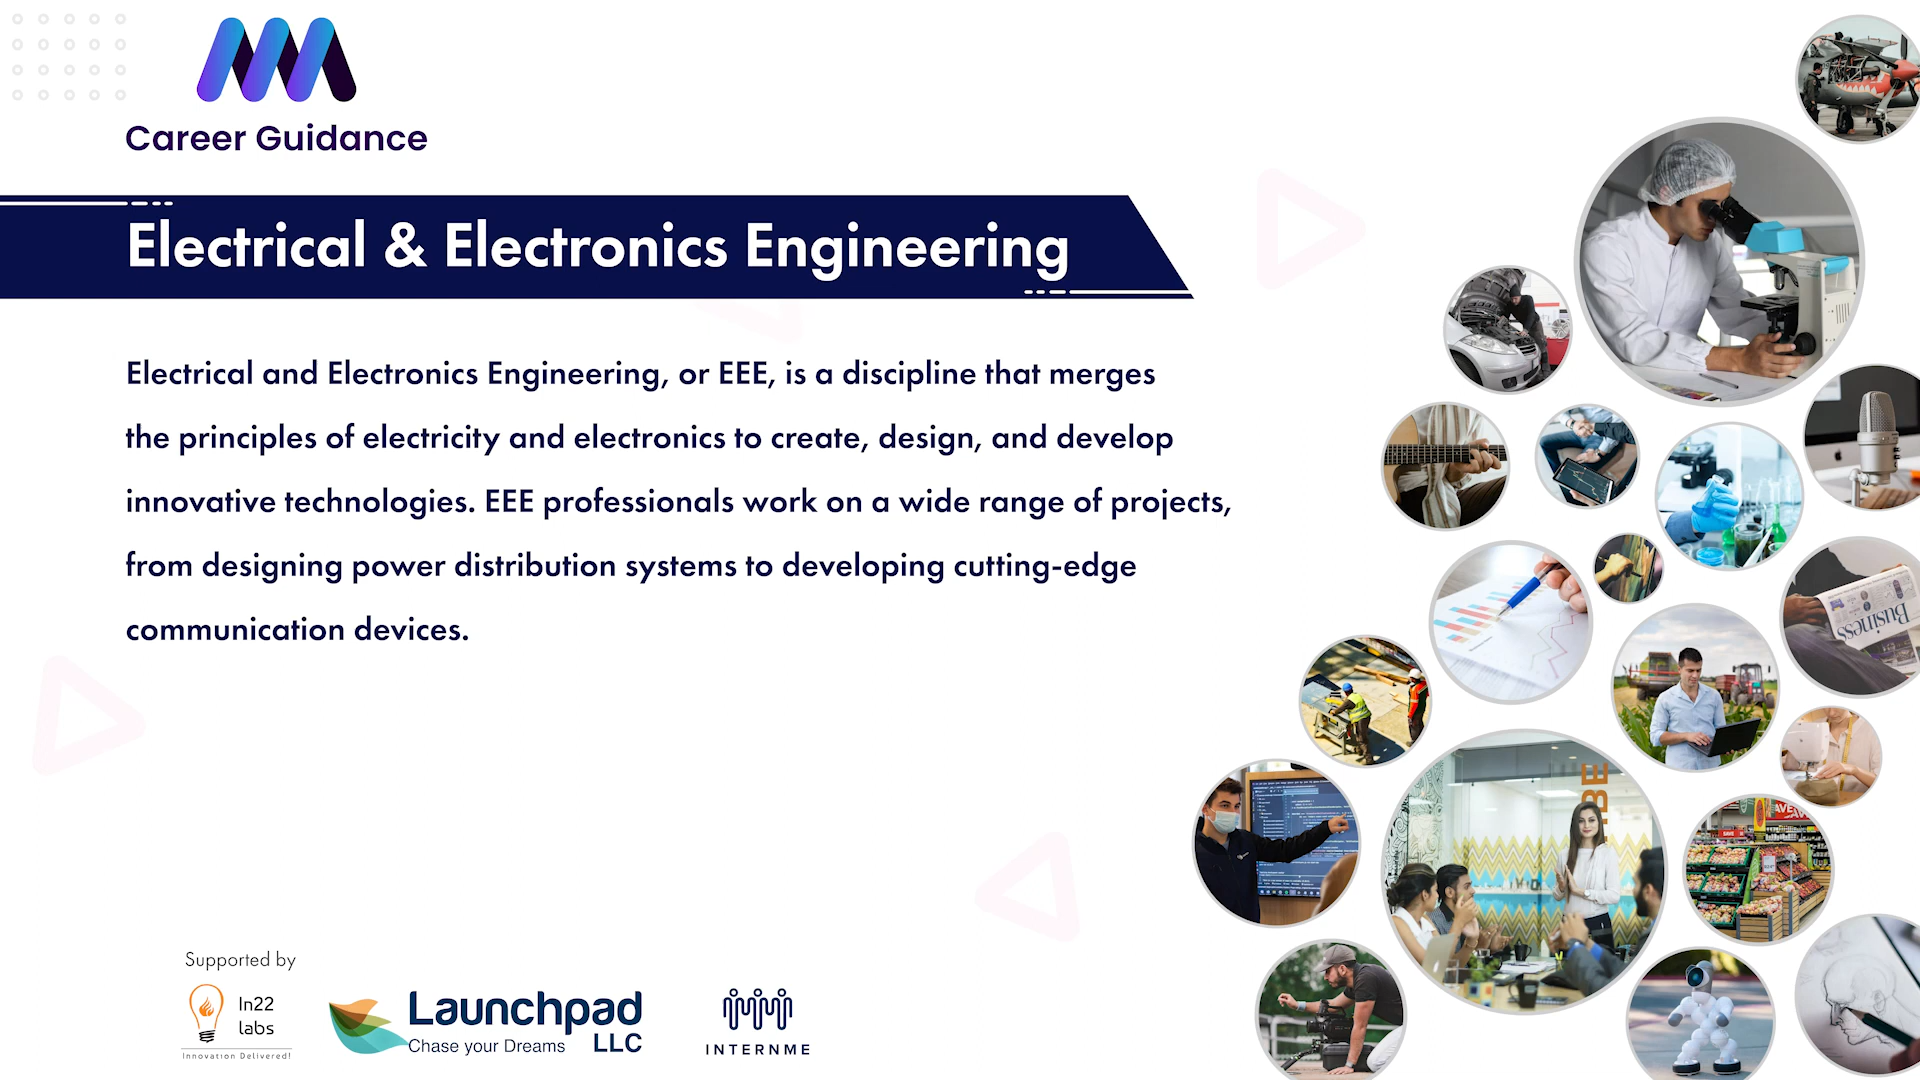 Career Guidance
Electrical & Electronics Engineering
Electrical and Electronics Engineering, or EEE, is a discipline that merges
the principles of electricity and electronics to create, design, and develop
innovative technologies. EEE professionals work on a wide range of projects,
from designing power distribution systems to developing cutting-edge
communication devices.
Business
SAVE
Supported by
In22
labs
Innovation Delivered!
Launchpad
Chase your Dreams LLC
INTERNME